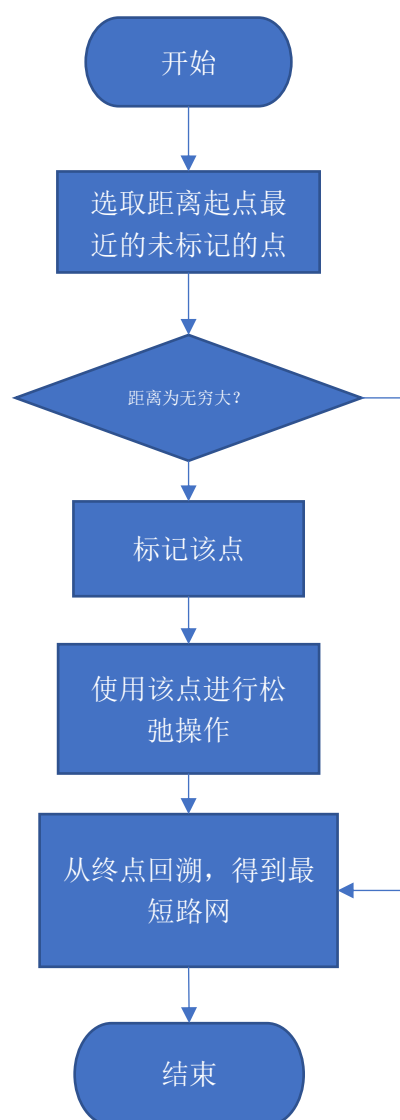 开始
选取距离起点最
近的未标记的点
距离为无穷大？
标记该点
使用该点进行松
弛操作
从终点回溯，得到最
短路网
结束